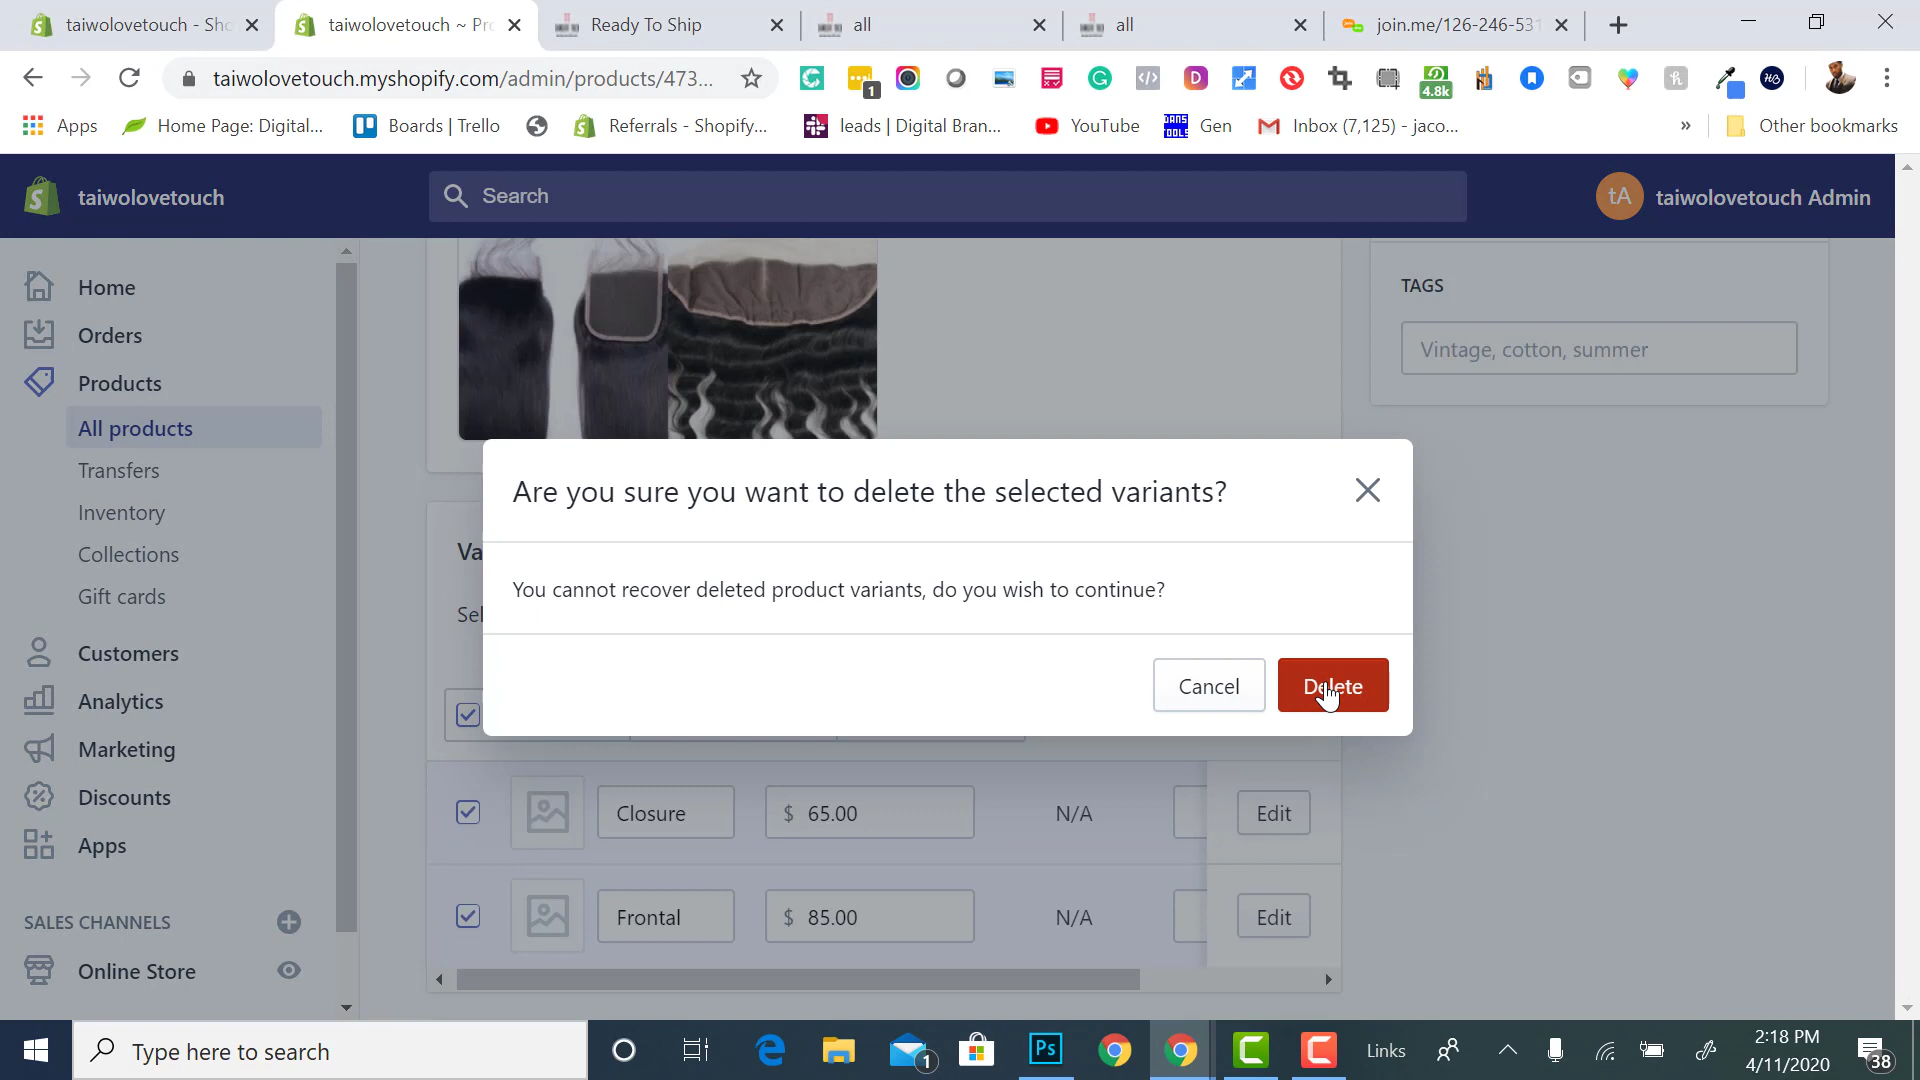 taiwolovetouch - Sho
taiwolovetouch ~ Pro
Ready To Ship
all
all
join.me/126-246-531
taiwolovetouch.myshopify.com/admin/products/473...
1
4.8k
Apps
Home Page: Digital...
Boards | Trello
Referrals - Shopify...
leads | Digital Bran...
YouTube
Gen
Inbox (7,125) - jaco...
»
Other bookmarks
taiwolovetouch
Search
tA
taiwolovetouch Admin
Home
Orders
Products
All products
Transfers
Inventory
Collections
Gift cards
Customers
Analytics
Marketing
Discounts
Apps
SALES CHANNELS
Online Store
TAGS
Vintage, cotton, summer
Va
Sel
Are you sure you want to delete the selected variants?
You cannot recover deleted product variants, do you wish to continue?
Cancel
Delete
Closure
$ 65.00
N/A
Edit
Frontal
$ 85.00
N/A
Edit
Type here to search
1
Ps
Links
2:18 PM
4/11/2020
38